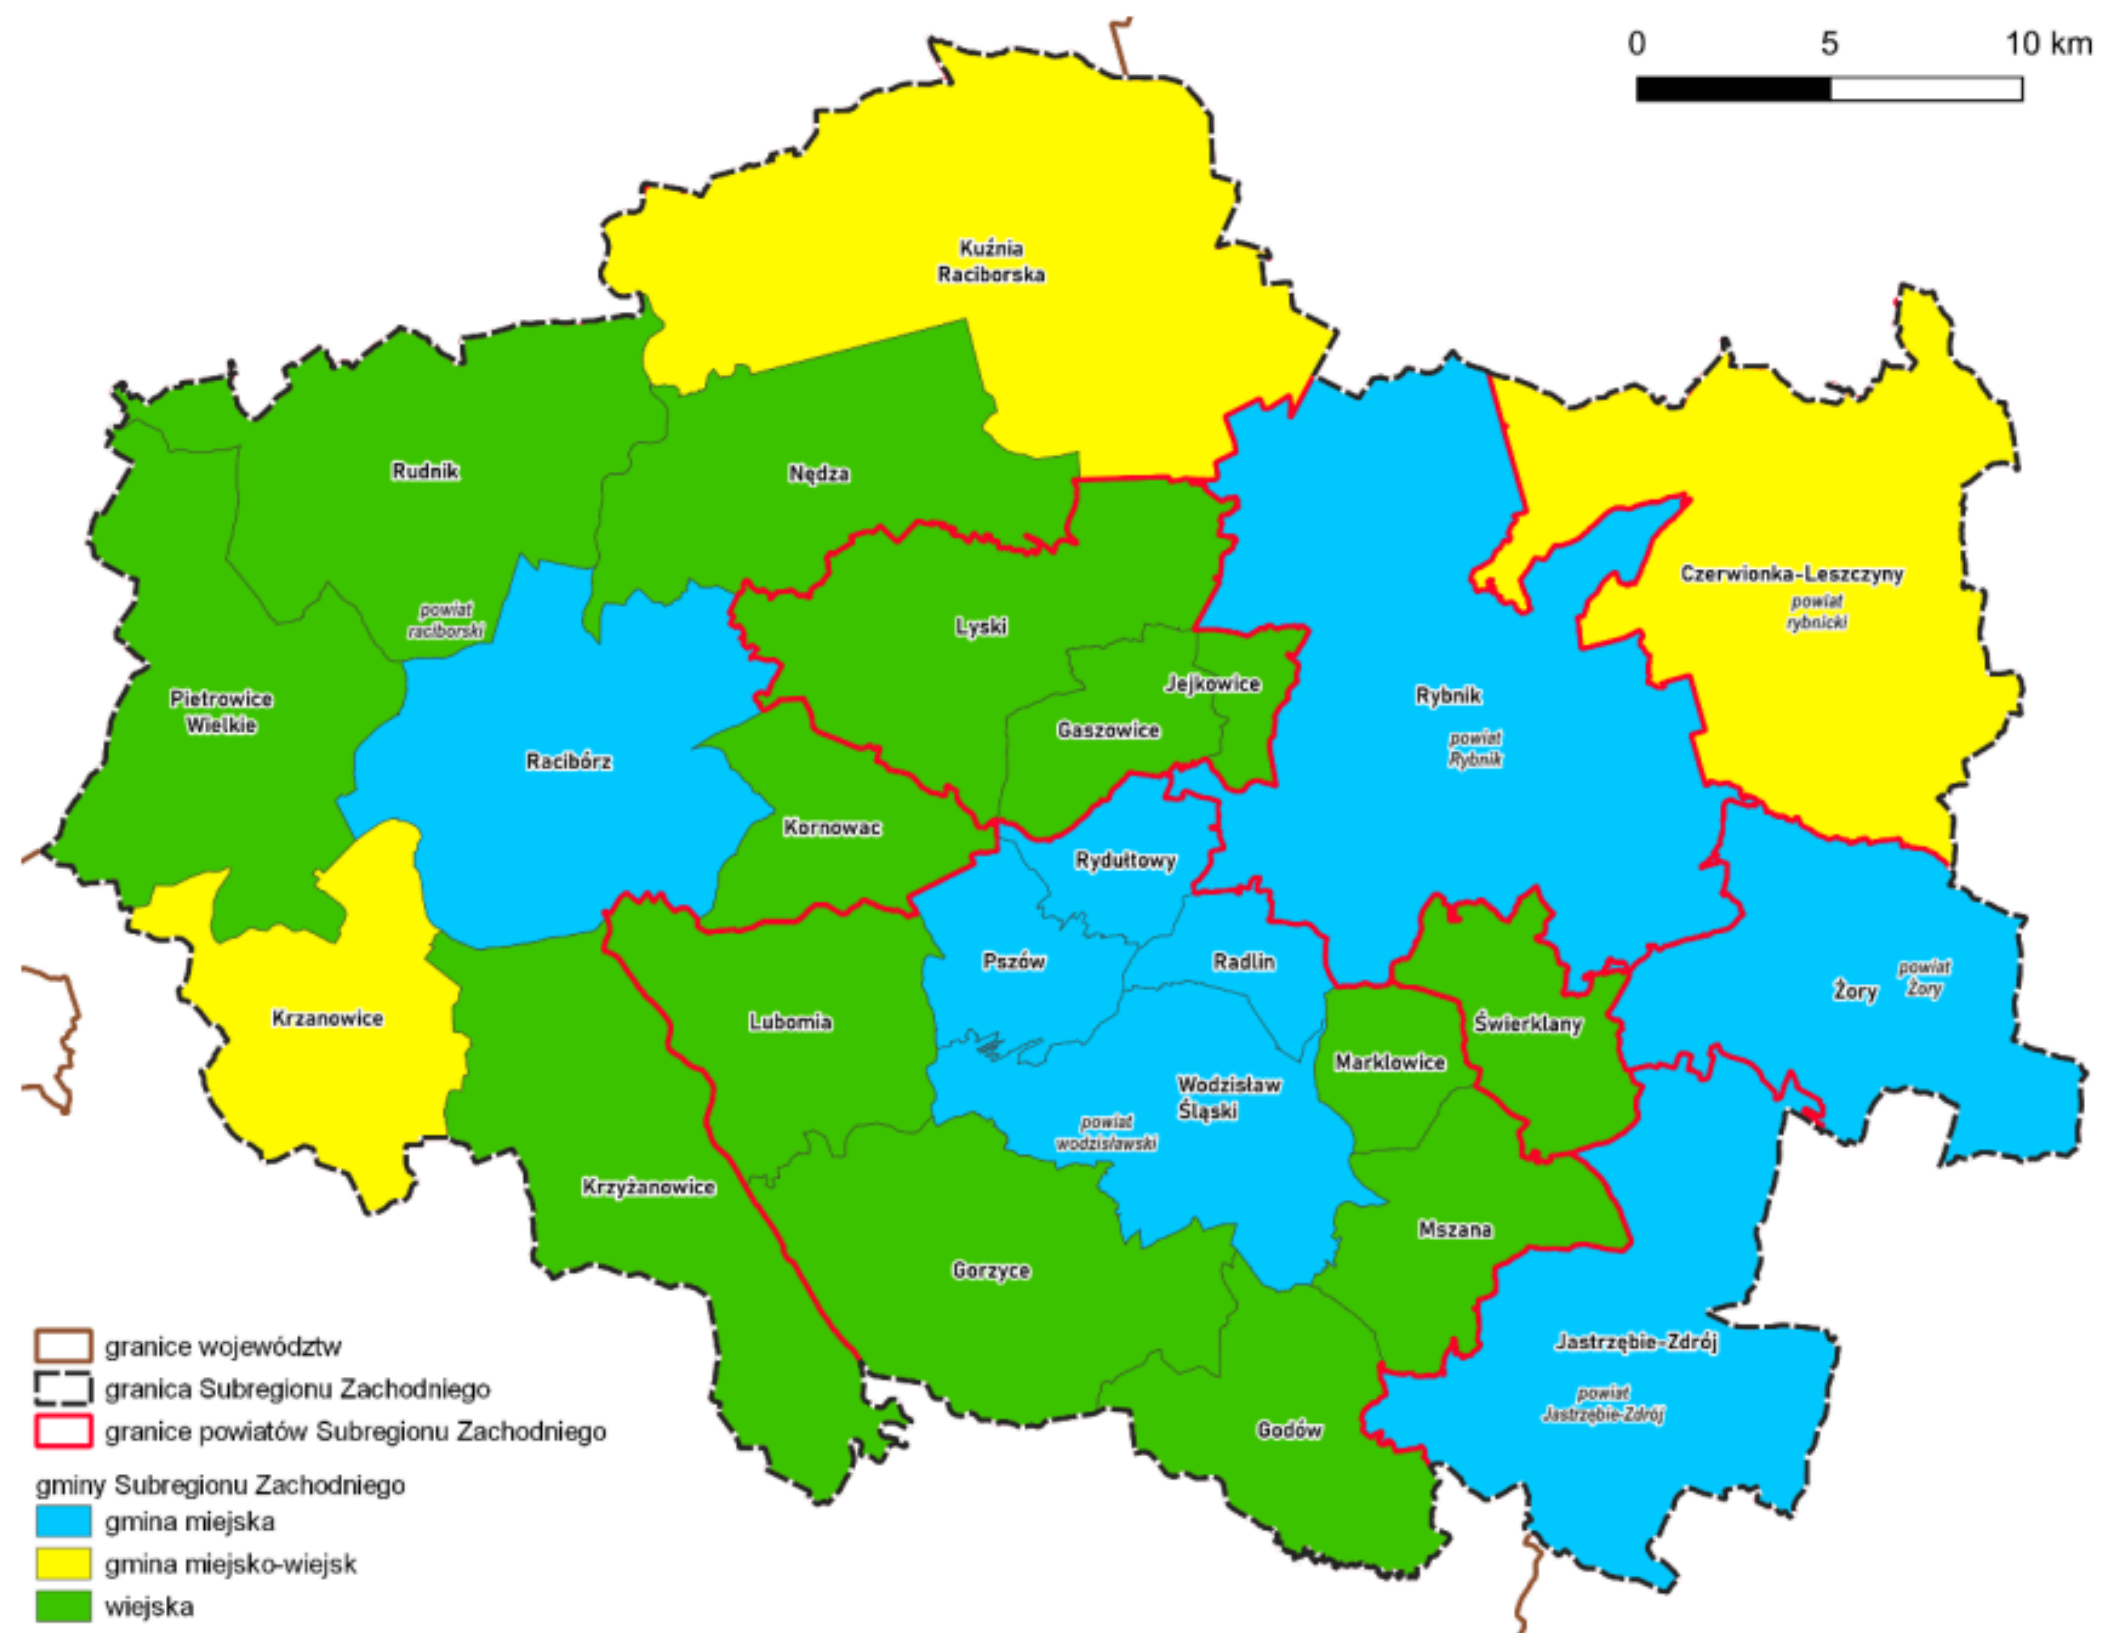 0 5 10 km
Kuźnia
Raciborska
Rudnik
Nędza
Czerwionka-Leszczyny
powiat
rybnicki
powiat
raciborski
Lyski
Jejkowice
Rybnik
Pietrowice
Wielkie
Gaszowice
powiat
Rybnik
Racibórz
Kornowac
Rydułtowy
Pszów
Radlin
powiat
Żory
Żory
Krzanowice
Lubomia
Świerklany
Marklowice
Wodzisław
Śląski
powiat
wodzisławski
Krzyżanowice
Mszana
Gorzyce
Jastrzębie-Zdrój
powiat
Jastrzębie-Zdrój
Godów
granice województw
granica Subregionu Zachodniego
granice powiatów Subregionu Zachodniego
gminy Subregionu Zachodniego
gmina miejska
gmina miejsko-wiejsk
wiejska